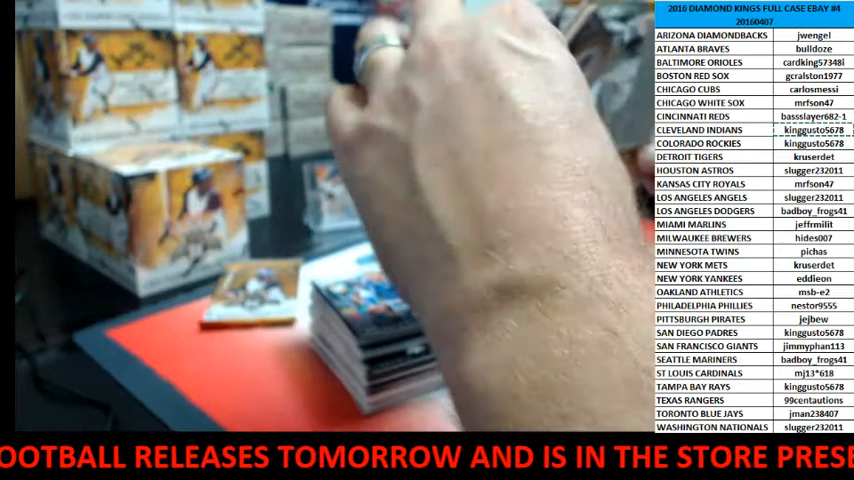 2016 DIAMOND KINGS FULL CASE EBAY #4
20160407
ARIZONA DIAMONDBACKS jwengel
ATLANTA BRAVES bulldoze
BALTIMORE ORIOLES cardking57348i
BOSTON RED SOX gcralston1977
CHICAGO CUBS carlosmessi
CHICAGO WHITE SOX mrfson47
CINCINNATI REDS bassslayer682-1
CLEVELAND INDIANS kinggusto5678
COLORADO ROCKIES kinggusto5678
DETROIT TIGERS kruserdet
HOUSTON ASTROS slugger232011
KANSAS CITY ROYALS mrfson47
LOS ANGELES ANGELS slugger232011
LOS ANGELES DODGERS badboy_frogs41
MIAMI MARLINS jeffrmilit
MILWAUKEE BREWERS hides007
MINNESOTA TWINS pichas
NEW YORK METS kruserdet
NEW YORK YANKEES eddieon
OAKLAND ATHLETICS msb-e2
PHILADELPHIA PHILLIES nestor9555
PITTSBURGH PIRATES jejbew
SAN DIEGO PADRES kinggusto5678
SAN FRANCISCO GIANTS jimmyphan113
SEATTLE MARINERS badboy_frogs41
ST LOUIS CARDINALS mj13*618
TAMPA BAY RAYS kinggusto5678
TEXAS RANGERS 99centautions
TORONTO BLUE JAYS jman238407
WASHINGTON NATIONALS slugger232011
OOTBALL RELEASES TOMORROW AND IS IN THE STORE PRESE